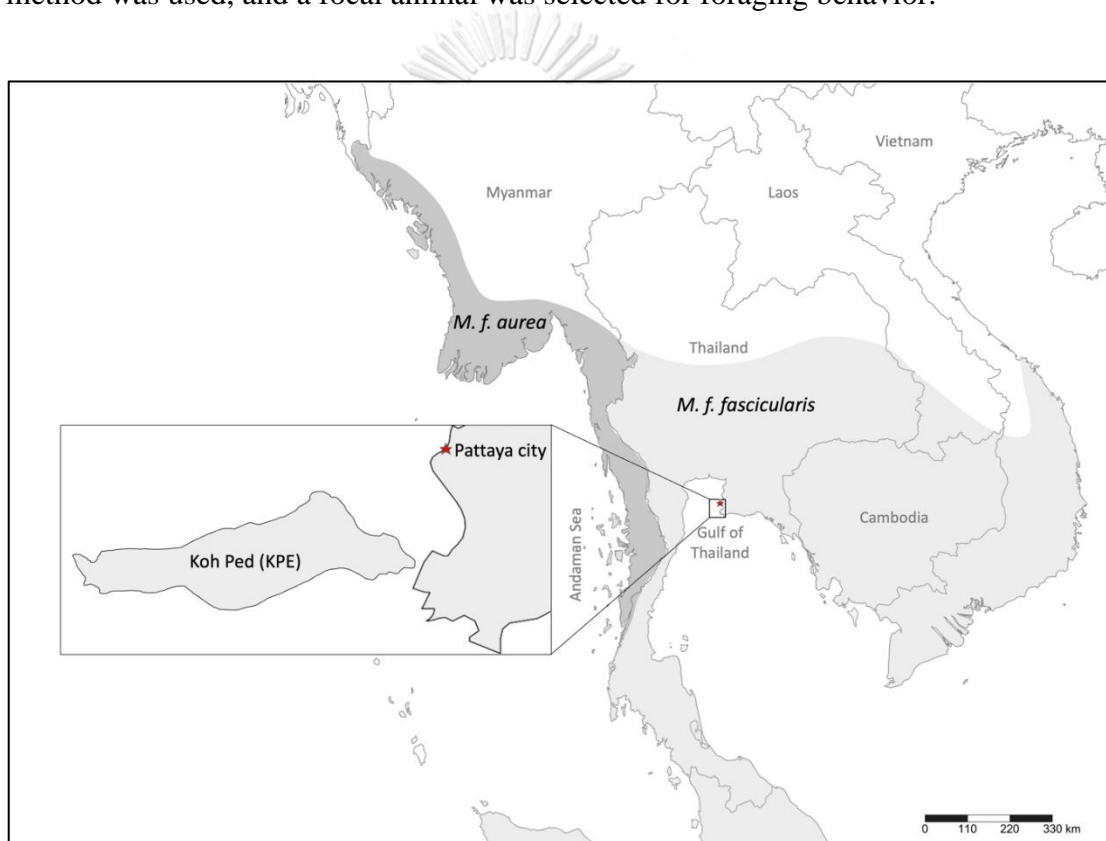 method was used, and a focal animal was selected for foraging behavior.
Vietnam
Myanmar
Laos
M. f. aurea
Thailand
M. f. fascicularis
Pattaya city
Koh Ped (KPE)
Andaman Sea
Gulf of
Thailand
Cambodia
0 110 220 330 km